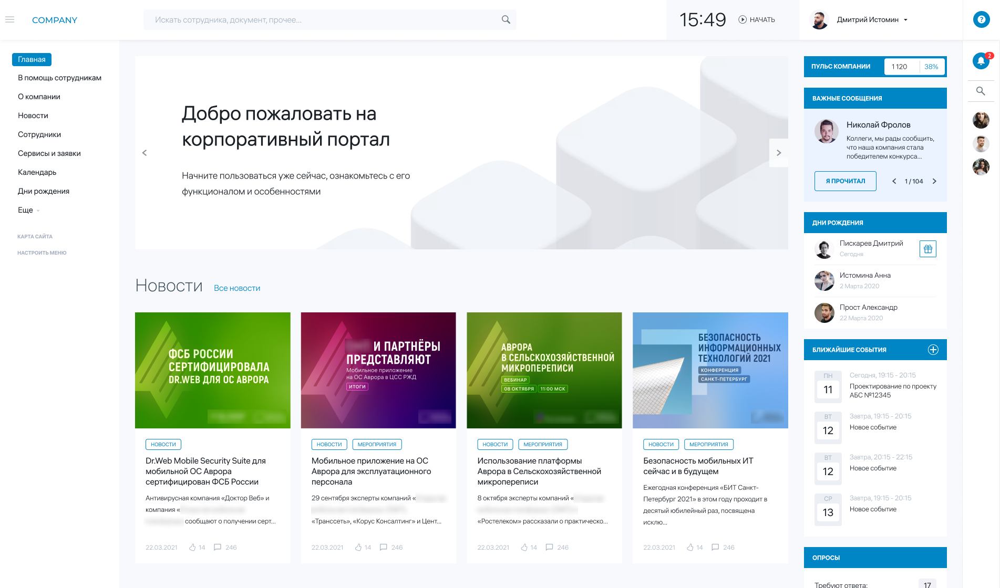 COMPANY
Искать сотрудника, документ, прочее...
15:49
НАЧАТЬ
Дмитрий Истомин
?
2
Главная
В помощь сотрудникам
О компании
Новости
Сотрудники
Сервисы и заявки
Календарь
Дни рождения
Еще
КАРТА САЙТА
НАСТРОИТЬ МЕНЮ
Добро пожаловать на
корпоративный портал
Начните пользоваться уже сейчас, ознакомьтесь с его
функционалом и особенностями
Новости
Все новости
ФСБ РОССИИ
СЕРТИФИЦИРОВАЛА
DR.WEB ДЛЯ ОС АВРОРА
НОВОСТИ
Dr.Web Mobile Security Suite для
мобильной ОС Аврора
сертифицирован ФСБ России
Антивирусная компания «Доктор Веб» и
компания «
сообщают о получении серт...
22.03.2021
14
246
И ПАРТНЁРЫ
ПРЕДСТАВЛЯЮТ
Мобильное приложение
на ОС Аврора в ЦСС РЖД
ИТОГИ
НОВОСТИ
МЕРОПРИЯТИЯ
Мобильное приложение на ОС
Аврора для эксплуатационного
персонала
29 сентября эксперты компаний «
«Транссеть», «Корус Консалтинг» и Цент...
22.03.2021
14
246
АВРОРА
В СЕЛЬСКОХОЗЯЙСТВЕННОЙ
МИКРОПЕРЕПИСИ
ВЕБИНАР
08 ОКТЯБРЯ
11:00 МСК
НОВОСТИ
МЕРОПРИЯТИЯ
Использование платформы
Аврора в Сельскохозяйственной
микропереписи
8 октября эксперты компаний «
«Ростелеком» рассказали о практическо...
22.03.2021
14
246
БЕЗОПАСНОСТЬ
ИНФОРМАЦИОННЫХ
ТЕХНОЛОГИЙ 2021
КОНФЕРЕНЦИЯ
САНКТ-ПЕТЕРБУРГ
НОВОСТИ
МЕРОПРИЯТИЯ
Безопасность мобильных ИТ
сейчас и в будущем
Ежегодная конференция «БИТ Санкт-
Петербург 2021» в этом году проходит в
десятый юбилейный раз, посвящена
исклю...
22.03.2021
14
246
ПУЛЬС КОМПАНИИ
1 120
38%
ВАЖНЫЕ СООБЩЕНИЯ
Николай Фролов
Коллеги, мы рады сообщить,
что наша компания стала
победителем конкурса...
Я ПРОЧИТАЛ
1 / 104
ДНИ РОЖДЕНИЯ
Пискарев Дмитрий
Сегодня
Истомина Анна
2 Марта 2020
Прост Александр
22 Марта 2020
БЛИЖАЙШИЕ СОБЫТИЯ
ПН
11
Сегодня, 19:15 - 20:15
Проектирование по проекту
АБС №12345
ВТ
12
Завтра, 19:15 - 20:15
Новое событие
ВТ
12
Завтра, 20:15 - 22:15
Новое событие
СР
13
Завтра, 19:15 - 20:15
Новое событие
ОПРОСЫ
Требуют ответа:
17